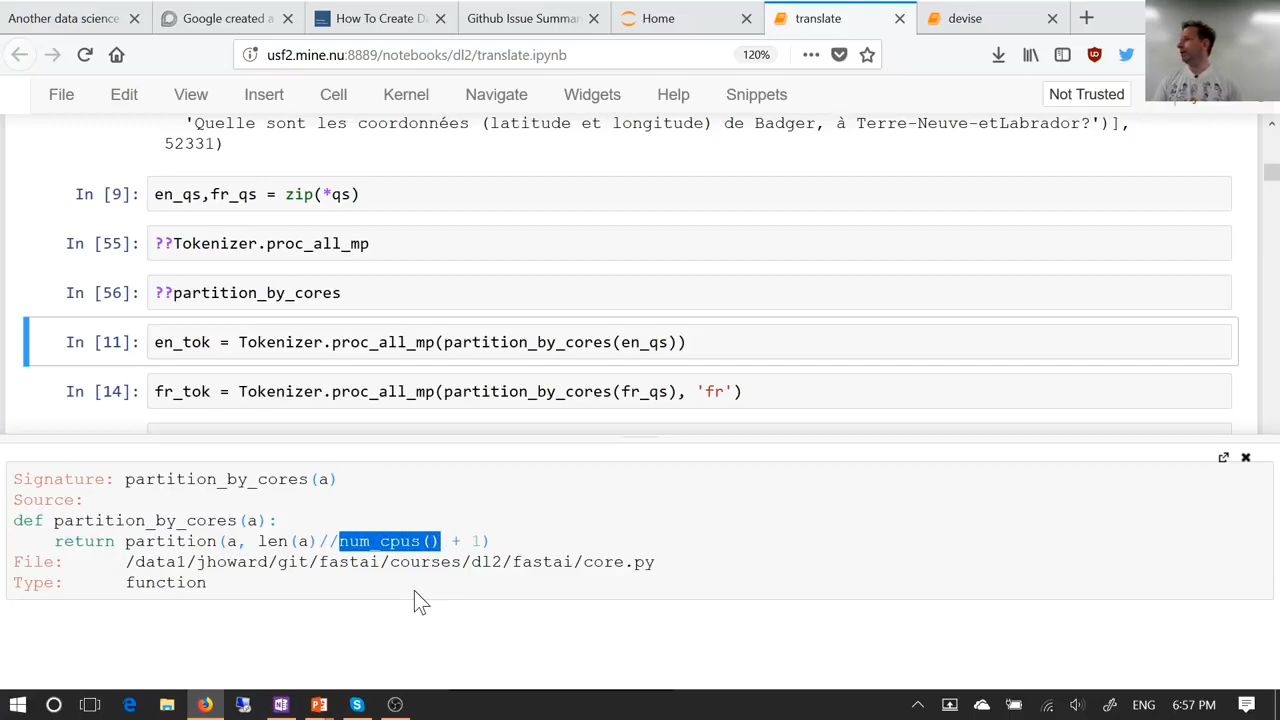 Another data science
Google created a
How To Create D
Github Issue Summar
Home
translate
devise
usf2.mine.nu:8889/notebooks/dl2/translate.ipynb
120%
File Edit View Insert Cell Kernel Navigate Widgets Help Snippets
Not Trusted
'Quelle sont les coordonnées (latitude et longitude) de Badger, à Terre-Neuve-etLabrador?')],
52331)
In [9]: en_qs,fr_qs = zip(*qs)
In [55]: ??Tokenizer.proc_all_mp
In [56]: ??partition_by_cores
In [11]: en_tok = Tokenizer.proc_all_mp(partition_by_cores(en_qs))
In [14]: fr_tok = Tokenizer.proc_all_mp(partition_by_cores(fr_qs), 'fr')
Signature: partition_by_cores(a)
Source:
def partition_by_cores(a):
return partition(a, len(a)//num_cpus() + 1)
File: /data1/jhoward/git/fastai/courses/dl2/fastai/core.py
Type: function
ENG
6:57 PM